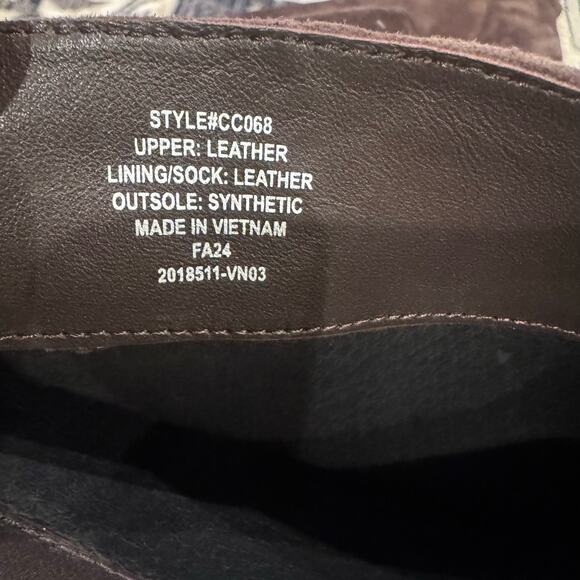 STYLE#CC068
UPPER: LEATHER
LINING/SOCK: LEATHER
OUTSOLE: SYNTHETIC
MADE IN VIETNAM
FA24
2018511-VN03